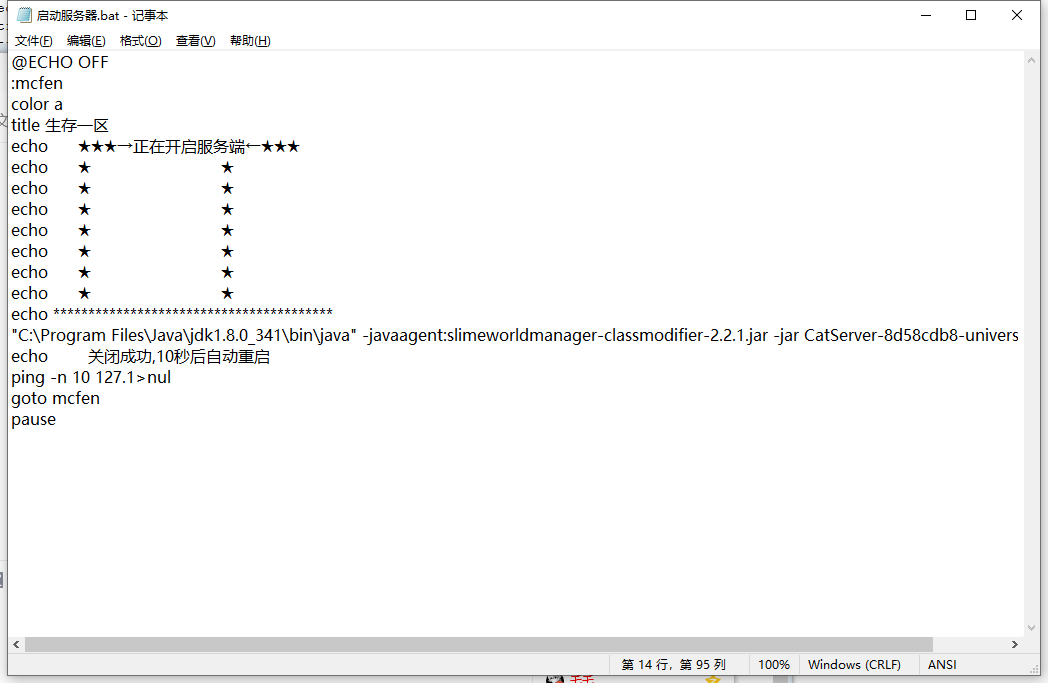 启动服务器.bat - 记事本
文件(F) 编辑(E) 格式(O) 查看(V) 帮助(H)
@ECHO OFF
:mcfen
color a
title 生存一区
echo ★★★→正在开启服务端←★★★
echo ★ ★
echo ★ ★
echo ★ ★
echo ★ ★
echo ★ ★
echo ★ ★
echo ★ ★
echo ****************************************
"C:\Program Files\Java\jdk1.8.0_341\bin\java" -javaagent:slimeworldmanager-classmodifier-2.2.1.jar -jar CatServer-8d58cdb8-univers
echo 关闭成功,10秒后自动重启
ping -n 10 127.1>nul
goto mcfen
pause
第 14 行，第 95 列 100% Windows (CRLF) ANSI